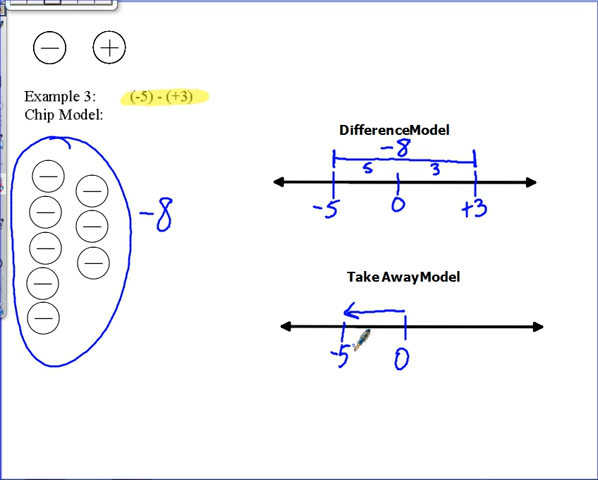 − +
Example 3: (-5) - (+3)
Chip Model:
− − − − − − − −
-8
DifferenceModel
-8
5 3
-5 0 +3
TakeAwayModel
-5 0